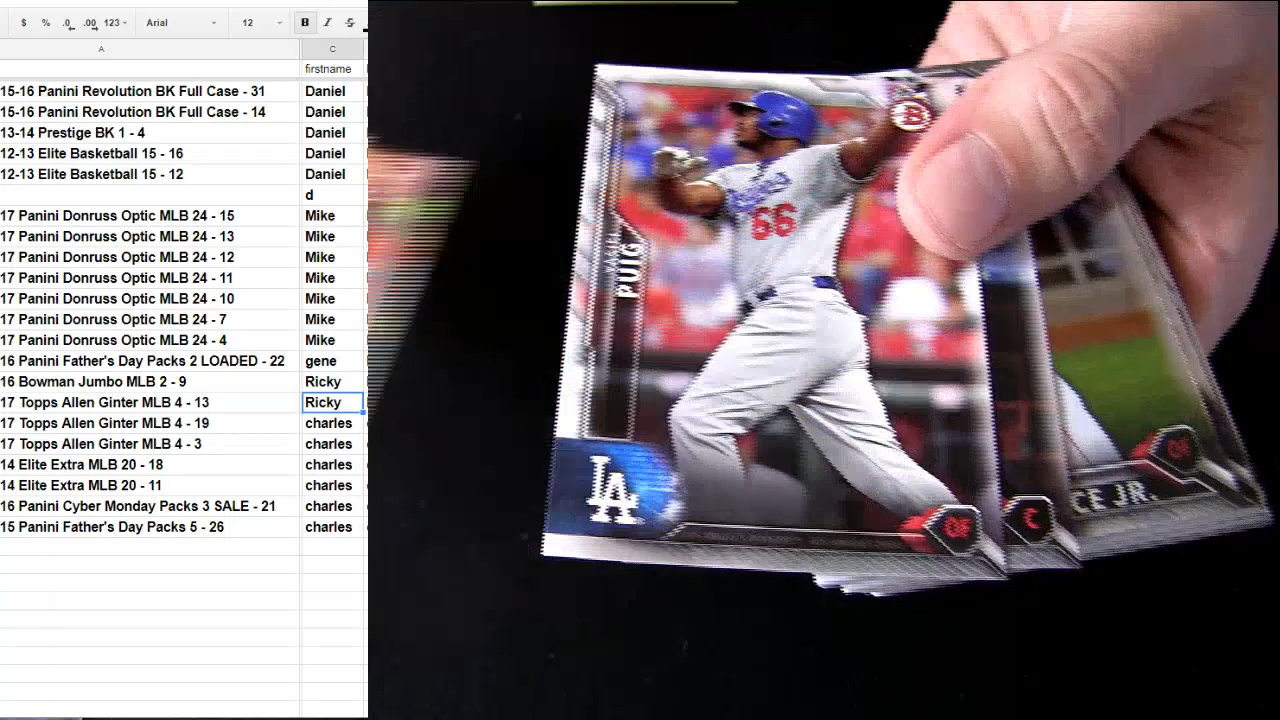 $ % .0 .00 123 Arial 12 B I S
A C
firstname
15-16 Panini Revolution BK Full Case - 31 Daniel
15-16 Panini Revolution BK Full Case - 14 Daniel
13-14 Prestige BK 1 - 4 Daniel
12-13 Elite Basketball 15 - 16 Daniel
12-13 Elite Basketball 15 - 12 Daniel
d
17 Panini Donruss Optic MLB 24 - 15 Mike
17 Panini Donruss Optic MLB 24 - 13 Mike
17 Panini Donruss Optic MLB 24 - 12 Mike
17 Panini Donruss Optic MLB 24 - 11 Mike
17 Panini Donruss Optic MLB 24 - 10 Mike
17 Panini Donruss Optic MLB 24 - 7 Mike
17 Panini Donruss Optic MLB 24 - 4 Mike
16 Panini Father's Day Packs 2 LOADED - 22 gene
16 Bowman Jumbo MLB 2 - 9 Ricky
17 Topps Allen Ginter MLB 4 - 13 Ricky
17 Topps Allen Ginter MLB 4 - 19 charles
17 Topps Allen Ginter MLB 4 - 3 charles
14 Elite Extra MLB 20 - 18 charles
14 Elite Extra MLB 20 - 11 charles
16 Panini Cyber Monday Packs 3 SALE - 21 charles
15 Panini Father's Day Packs 5 - 26 charles
B
66
YASIEL
PUIG
LA
OF
C
CE JR.
OF